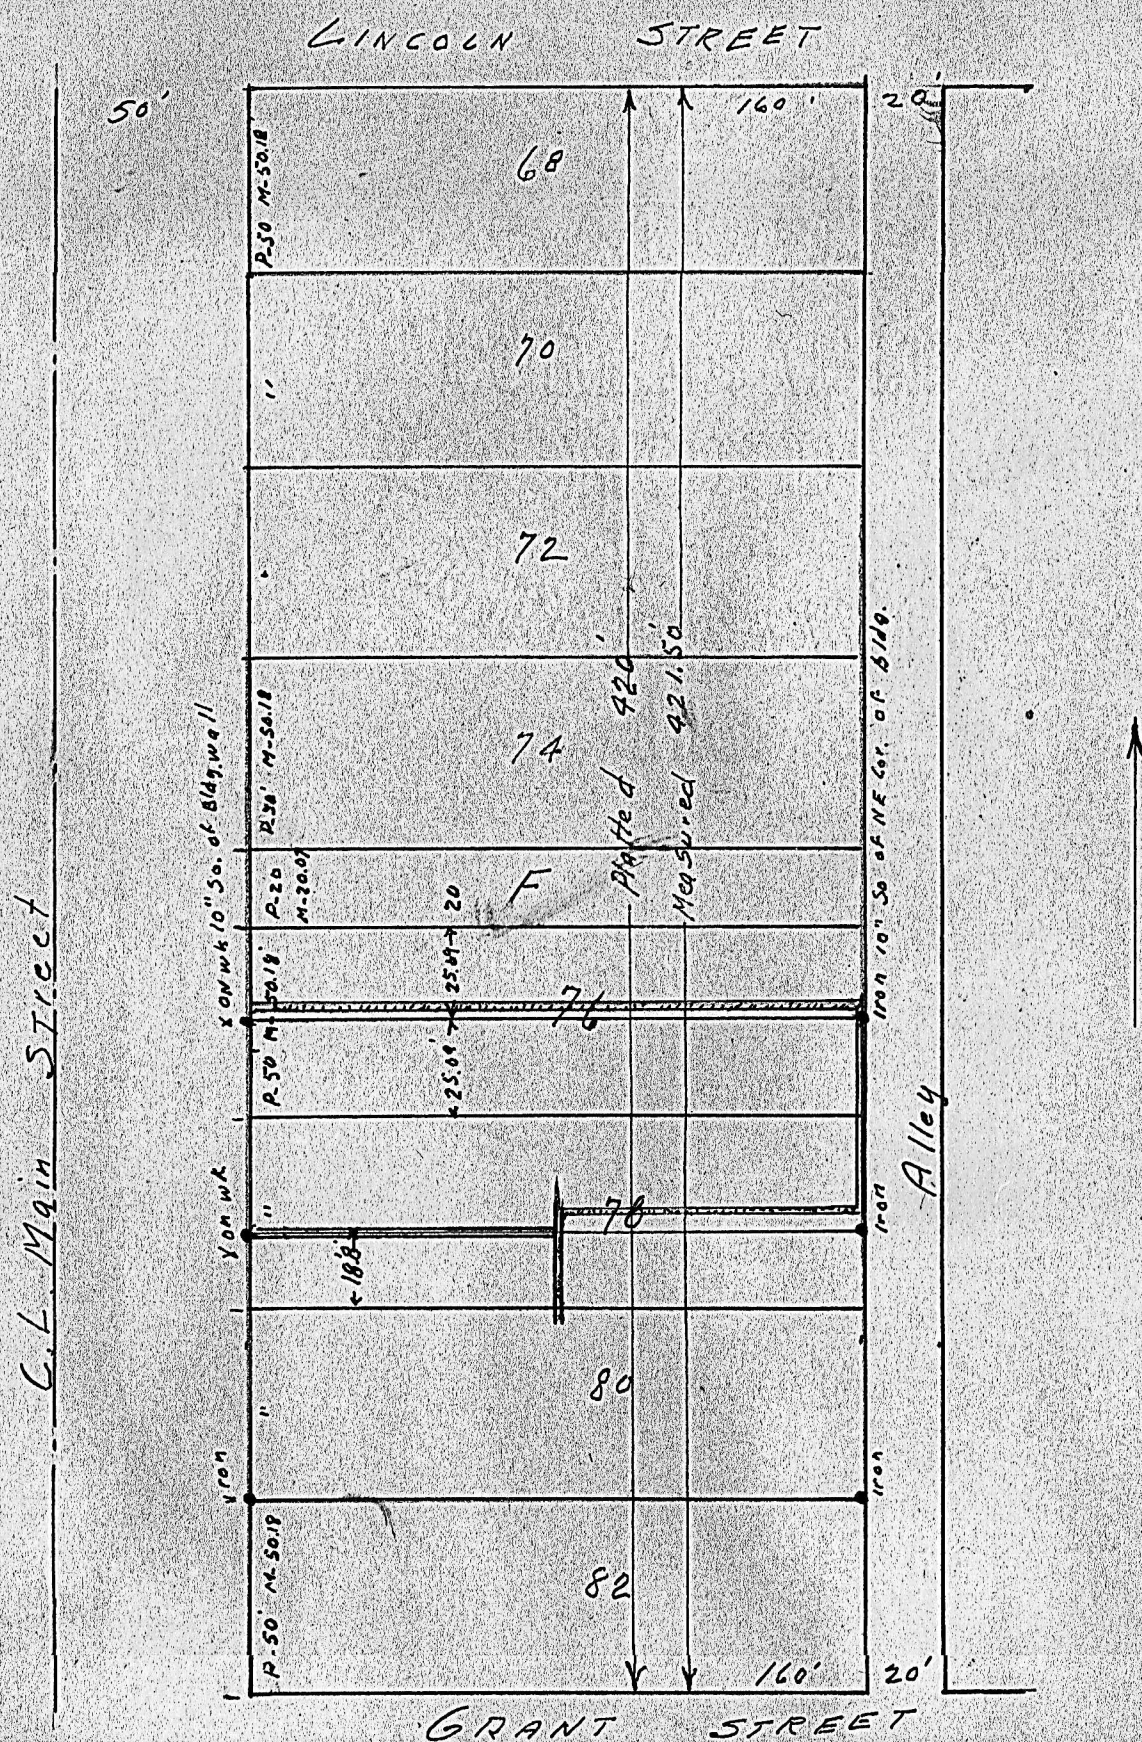 LINCOLN STREET
50'
160'
20'
P-50 M-50.18'
68
70
"
72
74
P-50' M-50.18
Platted 420'
Measured 421.50'
X on wk 10" So. of Bldg. wall
Iron 10" So of NE Cor. of Bldg.
P-20
M-20.07
F
20
25.09
P-50' M-50.18'
76
25.09'
C.L. Main Street
Alley
X on wk
"
78
Iron
18.8'
80
"
Iron
Iron
P-50' M-50.18
82
160'
20'
GRANT STREET